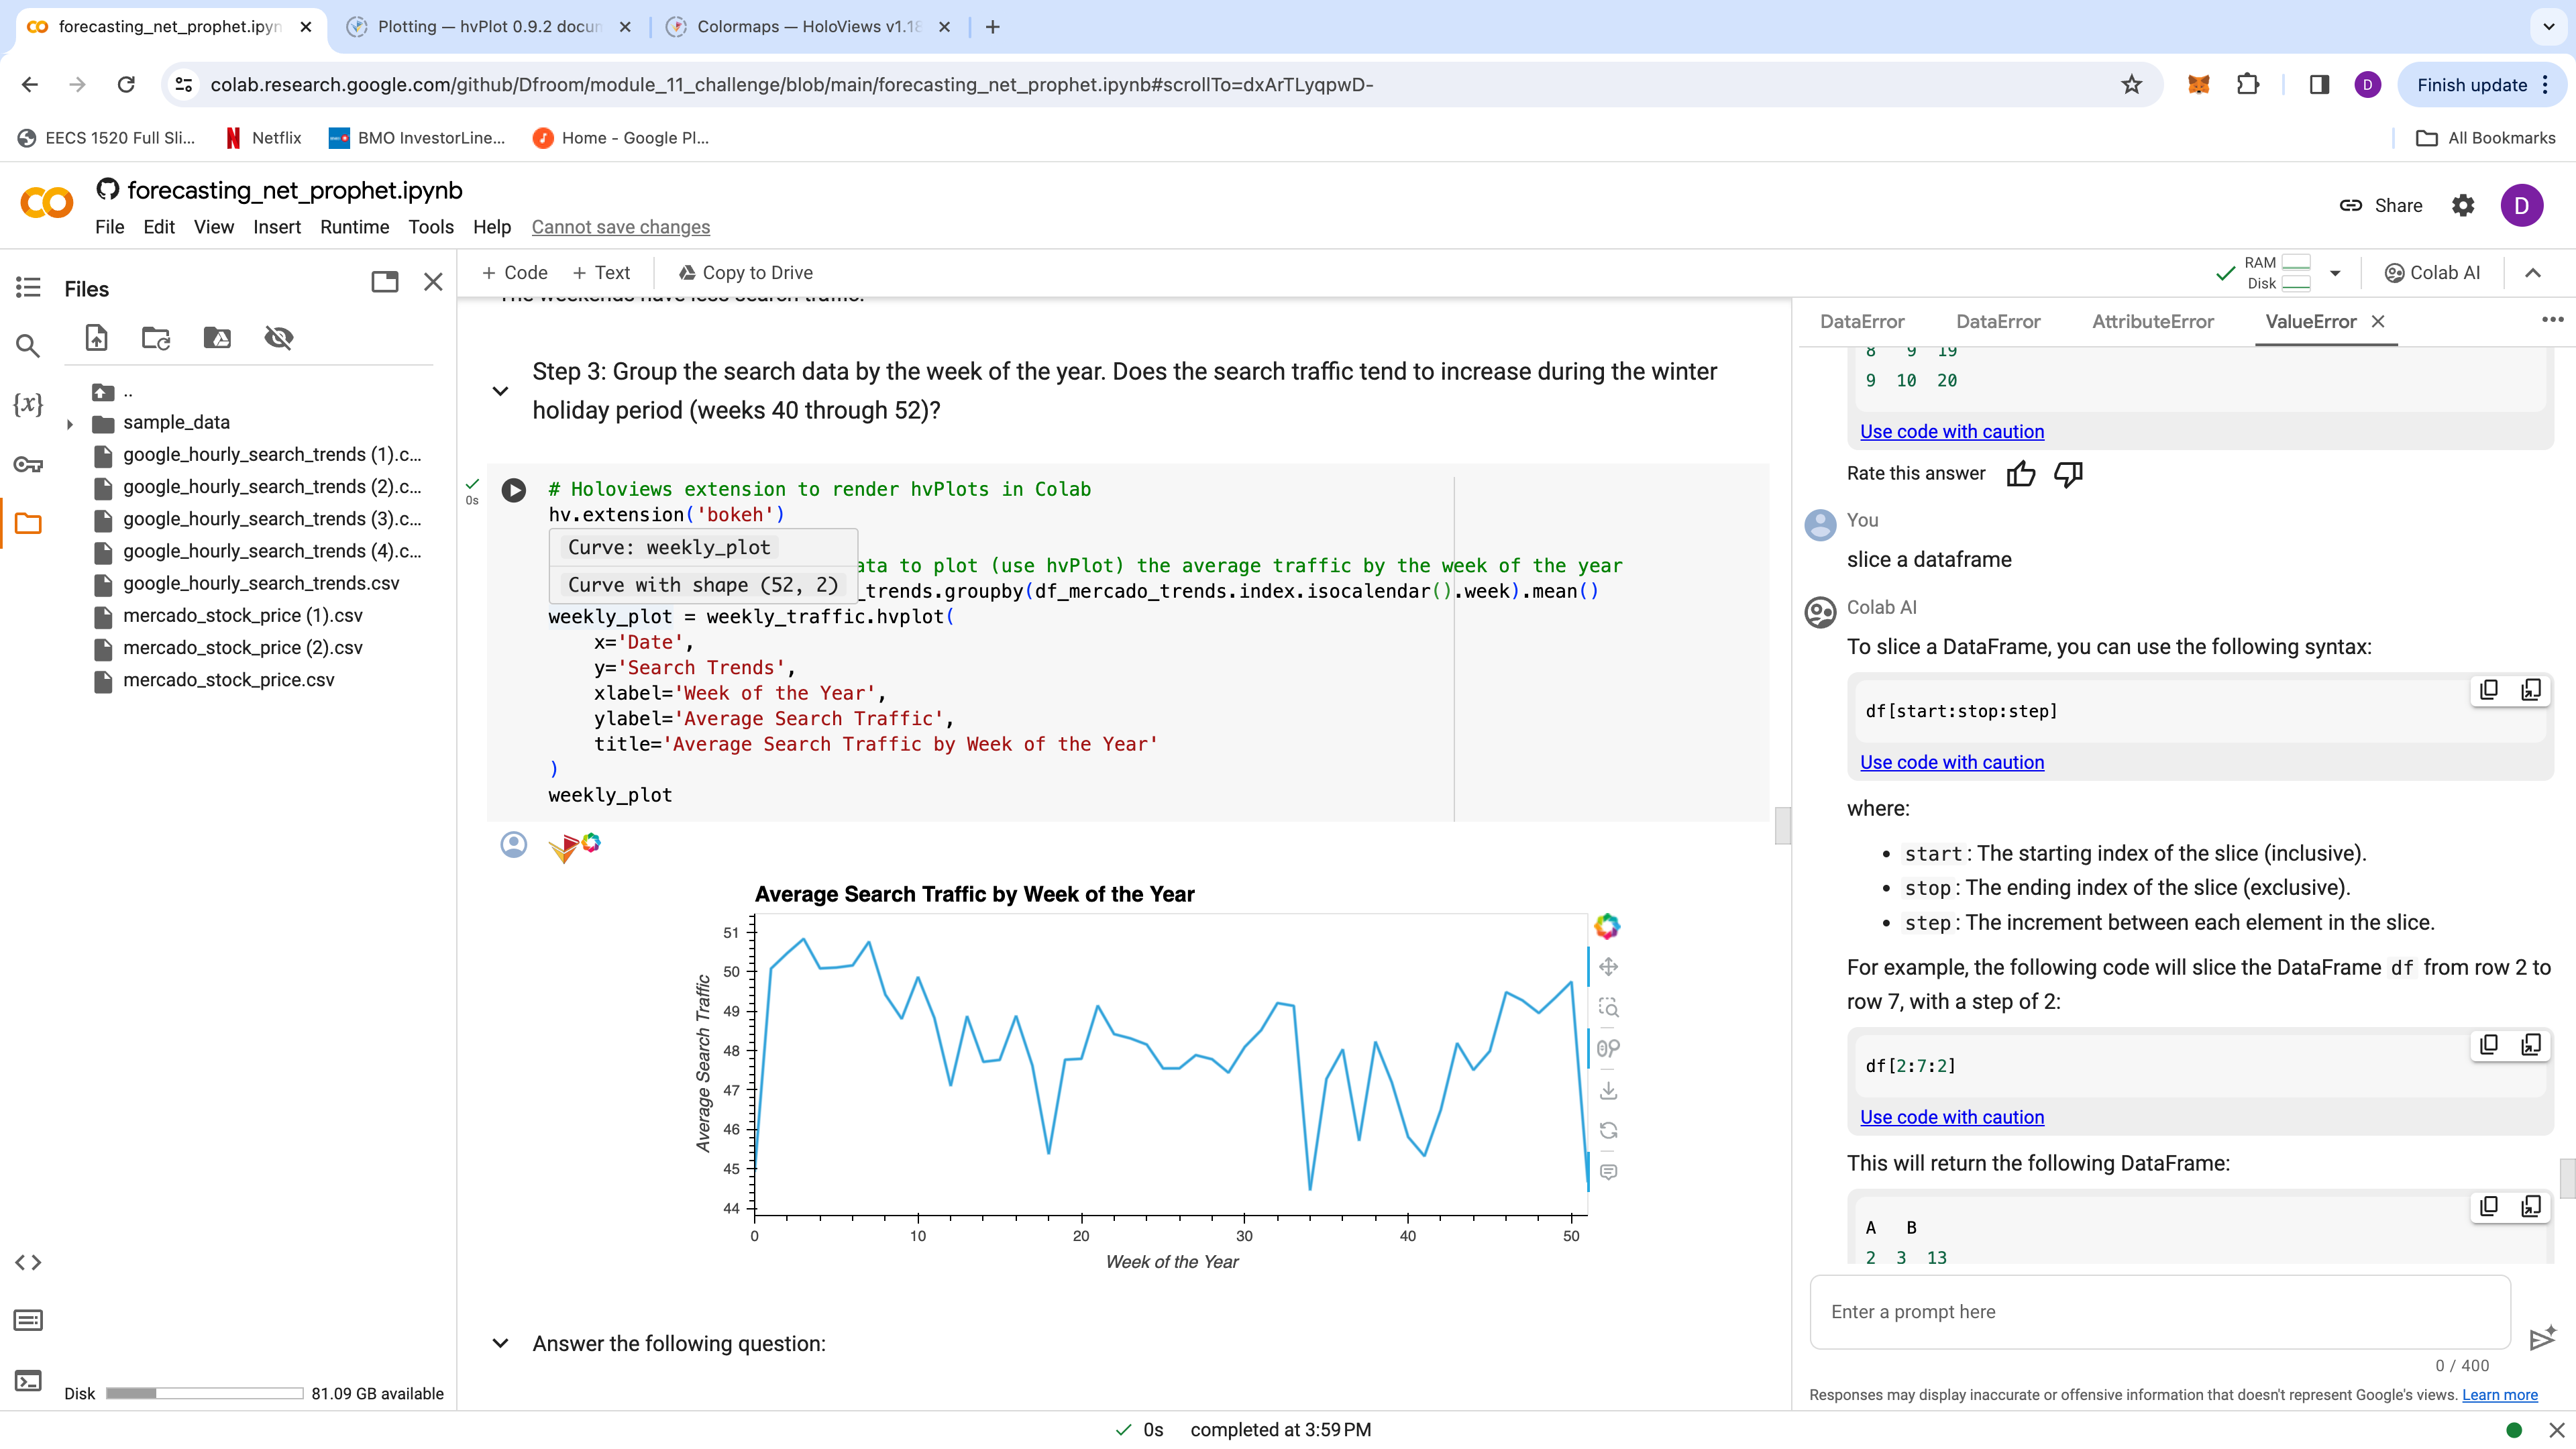 forecasting_net_prophet.ipyn
Plotting — hvPlot 0.9.2 docun
Colormaps — HoloViews v1.18
colab.research.google.com/github/Dfroom/module_11_challenge/blob/main/forecasting_net_prophet.ipynb#scrollTo=dxArTLyqpwD-
D
Finish update
EECS 1520 Full Sli...
Netflix
BMO InvestorLine...
Home - Google Pl...
All Bookmarks
forecasting_net_prophet.ipynb
File Edit View Insert Runtime Tools Help Cannot save changes
Share
D
Files
+ Code + Text
Copy to Drive
RAM
Disk
Colab AI
..
sample_data
google_hourly_search_trends (1).c...
google_hourly_search_trends (2).c...
google_hourly_search_trends (3).c...
google_hourly_search_trends (4).c...
google_hourly_search_trends.csv
mercado_stock_price (1).csv
mercado_stock_price (2).csv
mercado_stock_price.csv
{x}
Disk
81.09 GB available
The weekends have less search traffic.
Step 3: Group the search data by the week of the year. Does the search traffic tend to increase during the winter
holiday period (weeks 40 through 52)?
0s
# Holoviews extension to render hvPlots in Colab
hv.extension('bokeh')
Curve: weekly_plot
Curve with shape (52, 2)
ata to plot (use hvPlot) the average traffic by the week of the year
_trends.groupby(df_mercado_trends.index.isocalendar().week).mean()
weekly_plot = weekly_traffic.hvplot(
x='Date',
y='Search Trends',
xlabel='Week of the Year',
ylabel='Average Search Traffic',
title='Average Search Traffic by Week of the Year'
)
weekly_plot
Average Search Traffic by Week of the Year
Average Search Traffic
51
50
49
48
47
46
45
44
0 10 20 30 40 50
Week of the Year
Answer the following question:
DataError DataError AttributeError ValueError
8 9 19
9 10 20
Use code with caution
Rate this answer
You
slice a dataframe
Colab AI
To slice a DataFrame, you can use the following syntax:
df[start:stop:step]
Use code with caution
where:
• start: The starting index of the slice (inclusive).
• stop: The ending index of the slice (exclusive).
• step: The increment between each element in the slice.
For example, the following code will slice the DataFrame df from row 2 to
row 7, with a step of 2:
df[2:7:2]
Use code with caution
This will return the following DataFrame:
A B
2 3 13
Enter a prompt here
0 / 400
Responses may display inaccurate or offensive information that doesn't represent Google's views. Learn more
0s completed at 3:59 PM